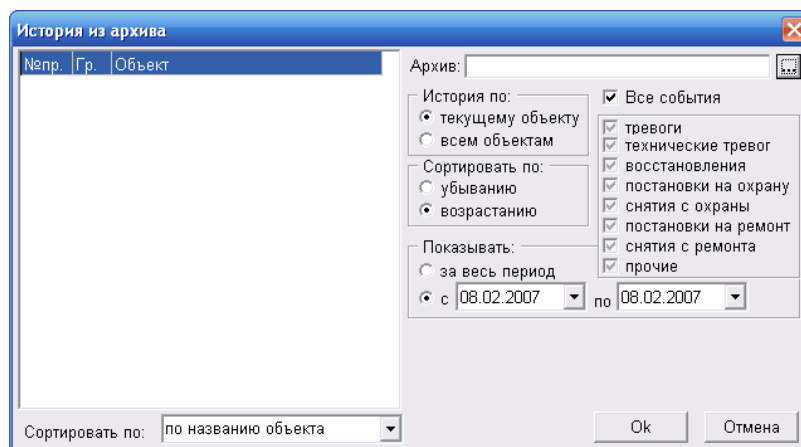 История из архива
№пр. Гр. Объект
Архив: ...
История по:
текущему объекту
всем объектам
Сортировать по:
убыванию
возрастанию
Все события
тревоги
технические тревог
восстановления
постановки на охрану
снятия с охраны
постановки на ремонт
снятия с ремонта
прочие
Показывать:
за весь период
с 08.02.2007 по 08.02.2007
Сортировать по: по названию объекта
Ok Отмена